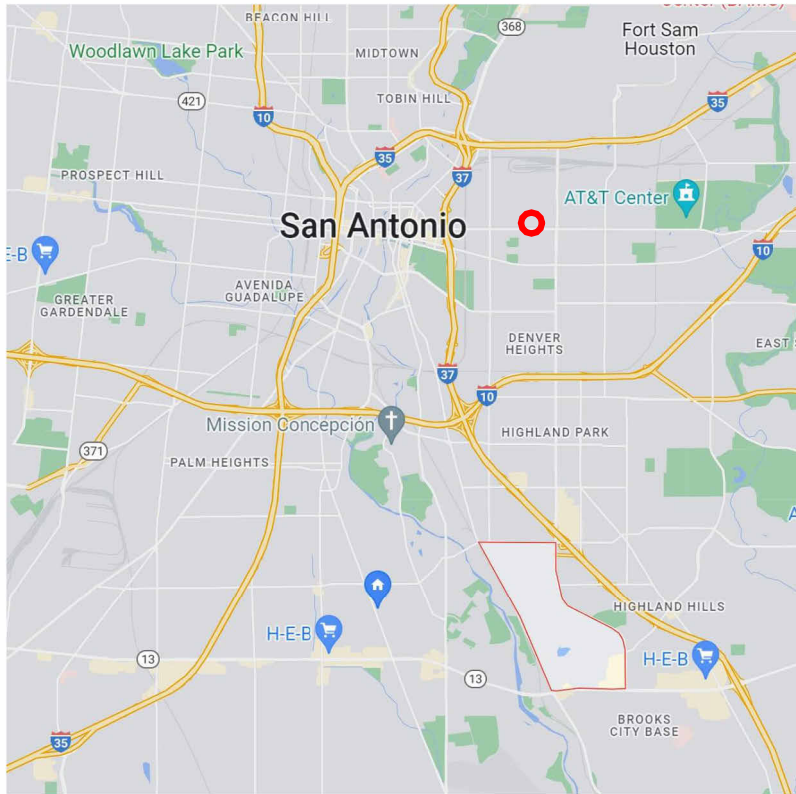 BEACON HILL
368
Fort Sam
Houston
Woodlawn Lake Park
MIDTOWN
421
TOBIN HILL
35
10
35
PROSPECT HILL
37
AT&T Center
San Antonio
E-B
10
AVENIDA
GUADALUPE
GREATER
GARDENDALE
DENVER
HEIGHTS
EAST
37
10
Mission Concepción
HIGHLAND PARK
371
PALM HEIGHTS
HIGHLAND HILLS
H-E-B
13
H-E-B
13
BROOKS
CITY BASE
35